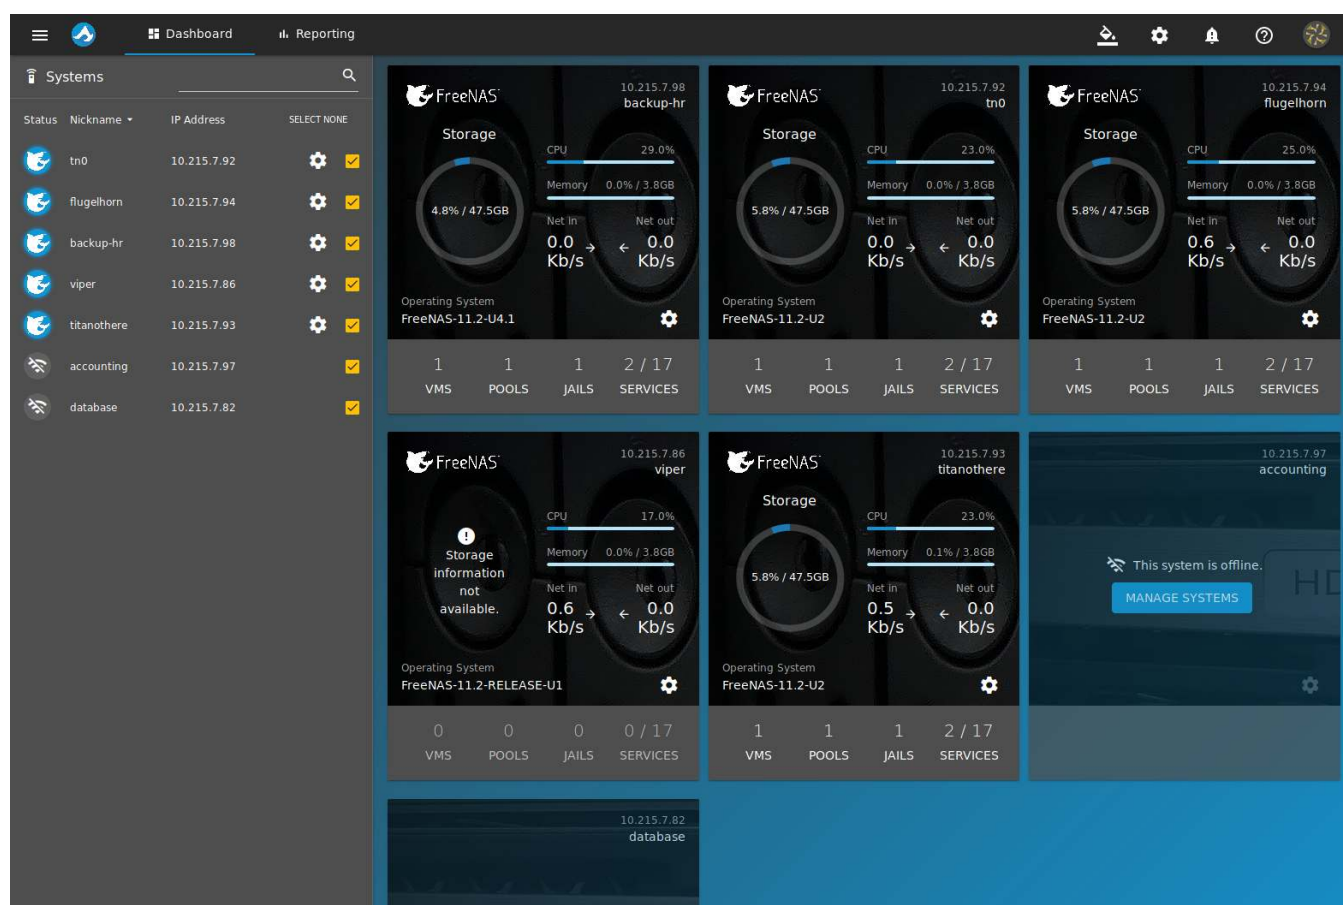 Dashboard
Reporting
Systems
Status Nickname IP Address SELECT NONE
tn0 10.215.7.92
flugelhorn 10.215.7.94
backup-hr 10.215.7.98
viper 10.215.7.86
titanothere 10.215.7.93
accounting 10.215.7.97
database 10.215.7.82
FreeNAS
10.215.7.98
backup-hr
Storage
4.8% / 47.5GB
CPU 29.0%
Memory 0.0% / 3.8GB
Net in Net out
0.0 0.0
Kb/s Kb/s
Operating System
FreeNAS-11.2-U4.1
1 1 1 2 / 17
VMS POOLS JAILS SERVICES
FreeNAS
10.215.7.92
tn0
Storage
5.8% / 47.5GB
CPU 23.0%
Memory 0.0% / 3.8GB
Net in Net out
0.0 0.0
Kb/s Kb/s
Operating System
FreeNAS-11.2-U2
1 1 1 2 / 17
VMS POOLS JAILS SERVICES
FreeNAS
10.215.7.94
flugelhorn
Storage
5.8% / 47.5GB
CPU 25.0%
Memory 0.0% / 3.8GB
Net in Net out
0.6 0.0
Kb/s Kb/s
Operating System
FreeNAS-11.2-U2
1 1 1 2 / 17
VMS POOLS JAILS SERVICES
FreeNAS
10.215.7.86
viper
Storage
information
not
available.
CPU 17.0%
Memory 0.0% / 3.8GB
Net in Net out
0.6 0.0
Kb/s Kb/s
Operating System
FreeNAS-11.2-RELEASE-U1
0 0 0 0 / 17
VMS POOLS JAILS SERVICES
FreeNAS
10.215.7.93
titanothere
Storage
5.8% / 47.5GB
CPU 23.0%
Memory 0.1% / 3.8GB
Net in Net out
0.5 0.0
Kb/s Kb/s
Operating System
FreeNAS-11.2-U2
1 1 1 2 / 17
VMS POOLS JAILS SERVICES
10.215.7.97
accounting
This system is offline.
MANAGE SYSTEMS
10.215.7.82
database